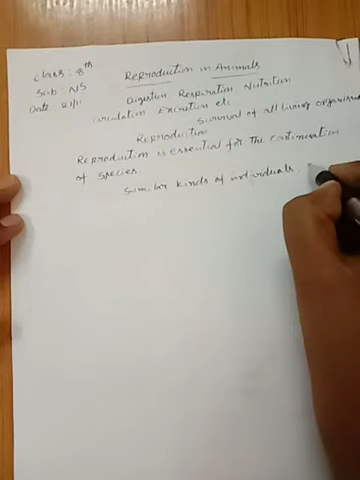 Class: 8th
Sub: NS
Reproduction in Animals
Digestion, Respiration, Nutrition
circulation Excretion etc
Survival of all living organisms
Reproduction
Reproduction is essential for the continuation
of species.
Similar kinds of individuals.